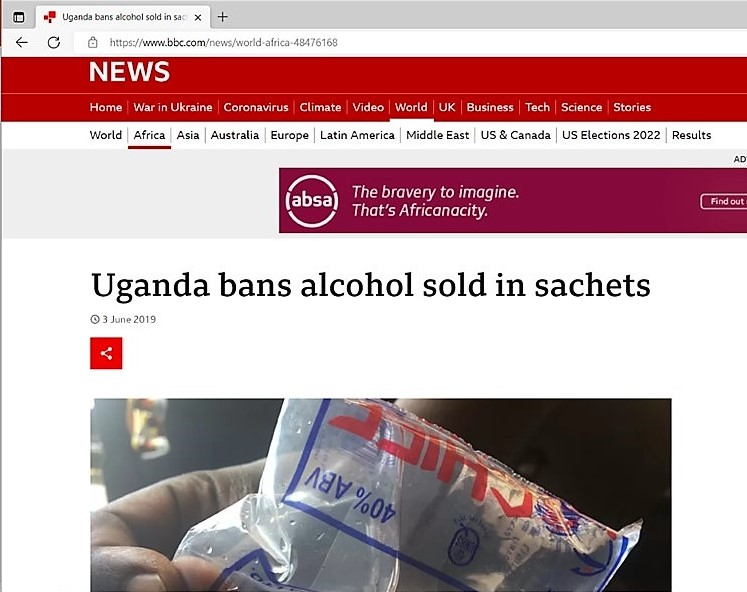 Uganda bans alcohol sold in sac
https://www.bbc.com/news/world-africa-48476168
NEWS
Home War in Ukraine Coronavirus Climate Video World UK Business Tech Science Stories
World Africa Asia Australia Europe Latin America Middle East US & Canada US Elections 2022 Results
AD
absa
The bravery to imagine.
That's Africanacity.
Find out
Uganda bans alcohol sold in sachets
3 June 2019
40% ABV